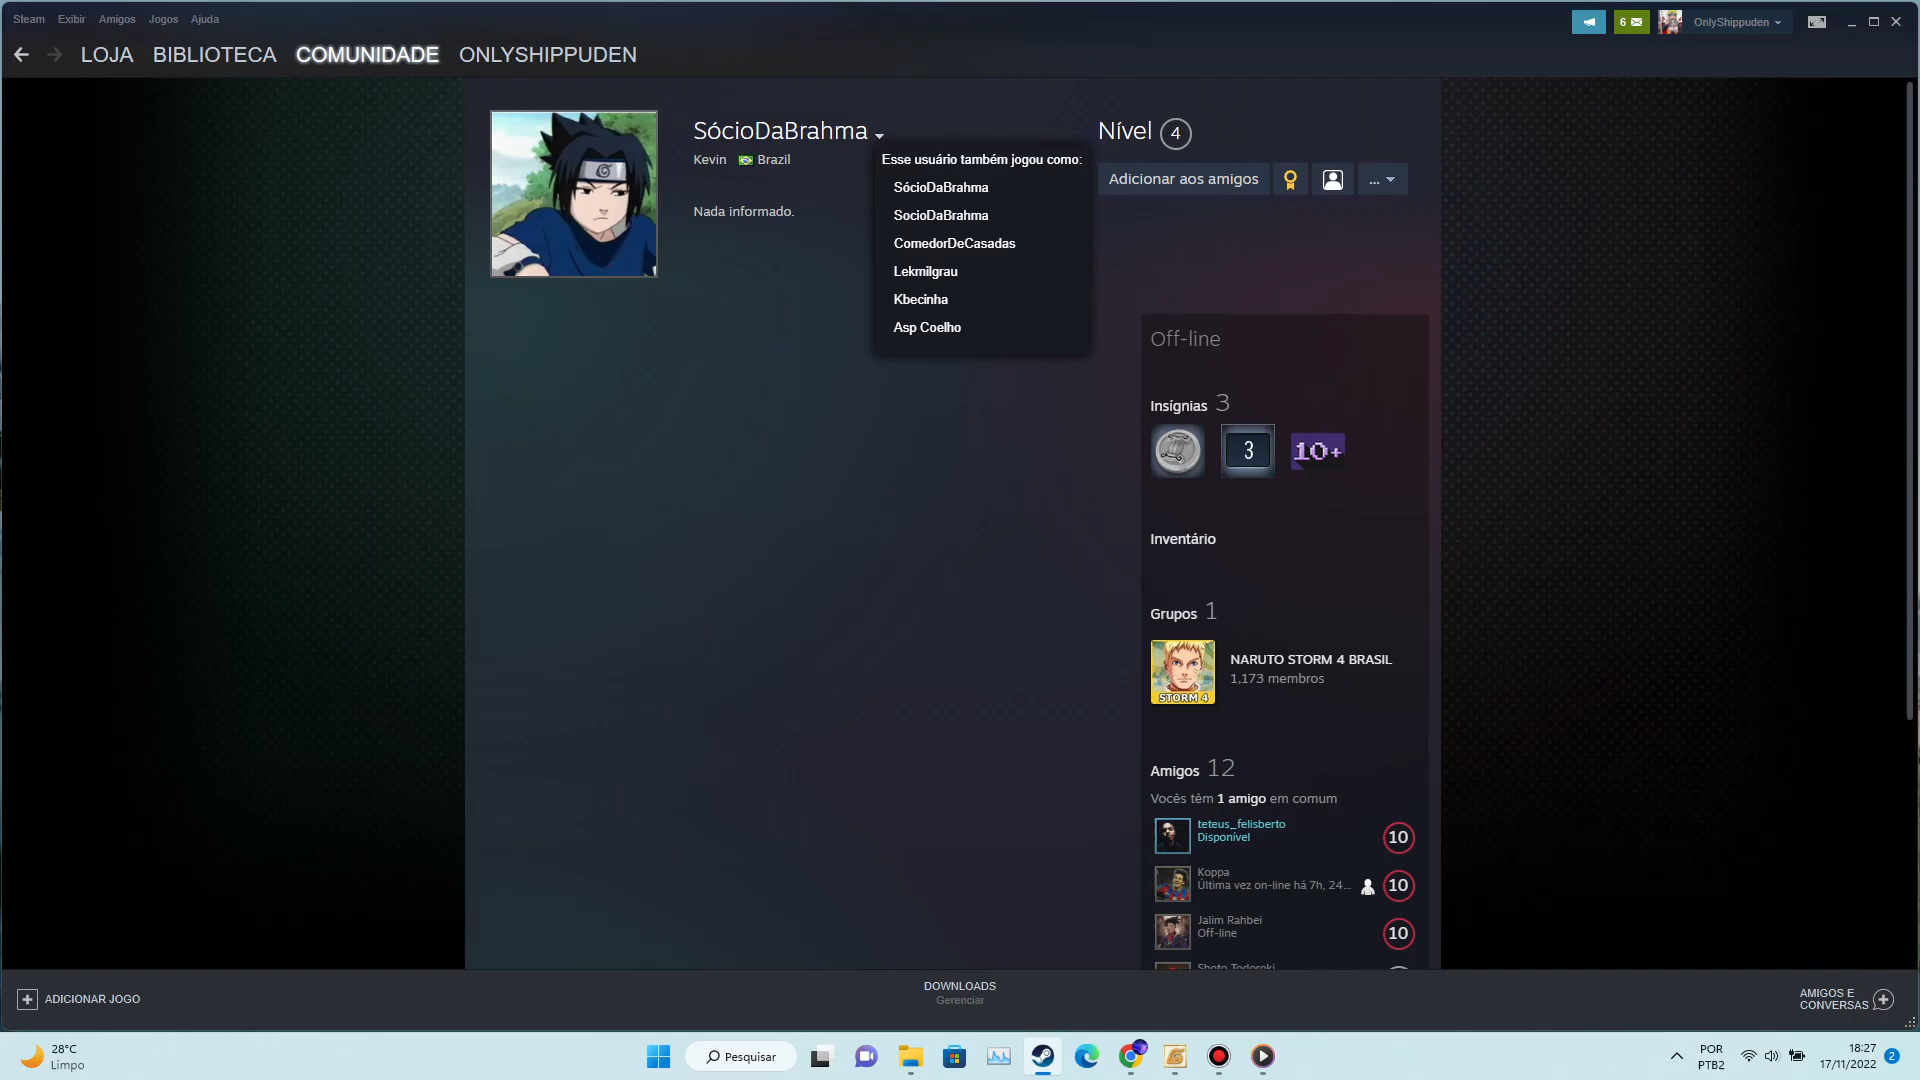 Steam Exibir Amigos Jogos Ajuda
6
OnlyShippuden
LOJA BIBLIOTECA COMUNIDADE ONLYSHIPPUDEN
SócioDaBrahma
Kevin Brazil
Nada informado.
Esse usuário também jogou como:
SócioDaBrahma
SocioDaBrahma
ComedorDeCasadas
Lekmilgrau
Kbecinha
Asp Coelho
Nível 4
Adicionar aos amigos
...
Off-line
Insígnias 3
3
10+
Inventário
Grupos 1
STORM 4
NARUTO STORM 4 BRASIL
1,173 membros
Amigos 12
Vocês têm 1 amigo em comum
teteus_felisberto
Disponível
10
Koppa
Última vez on-line há 7h, 24...
10
Jalim Rahbei
Off-line
10
Shoto Todoroki
ADICIONAR JOGO
DOWNLOADS
Gerenciar
AMIGOS E
CONVERSAS
28°C
Limpo
Pesquisar
POR
PTB2
18:27
17/11/2022
2